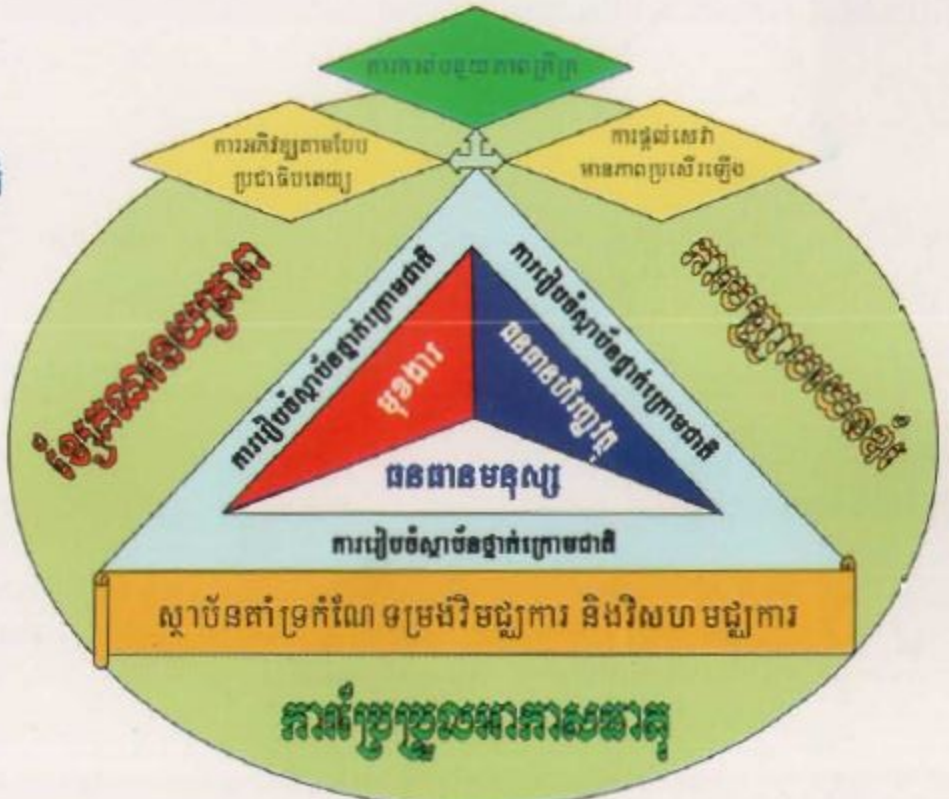 ការកាត់បន្ថយភាពក្រីក្រ
ការអភិវឌ្ឍតាមបែប
ប្រជាធិបតេយ្យ
ការផ្តល់សេវា
មានភាពប្រសើរឡើង
ការរៀបចំស្ថាប័នថ្នាក់ក្រោមជាតិ
ការរៀបចំស្ថាប័នថ្នាក់ក្រោមជាតិ
មុខងារ
ធនធានហិរញ្ញវត្ថុ
ធនធានមនុស្ស
ការរៀបចំស្ថាប័នថ្នាក់ក្រោមជាតិ
ស្ថាប័នគាំទ្រកំណែទម្រង់វិមជ្ឈការ និងវិសហមជ្ឈការ
ការប្រែប្រួលអាកាសធាតុ